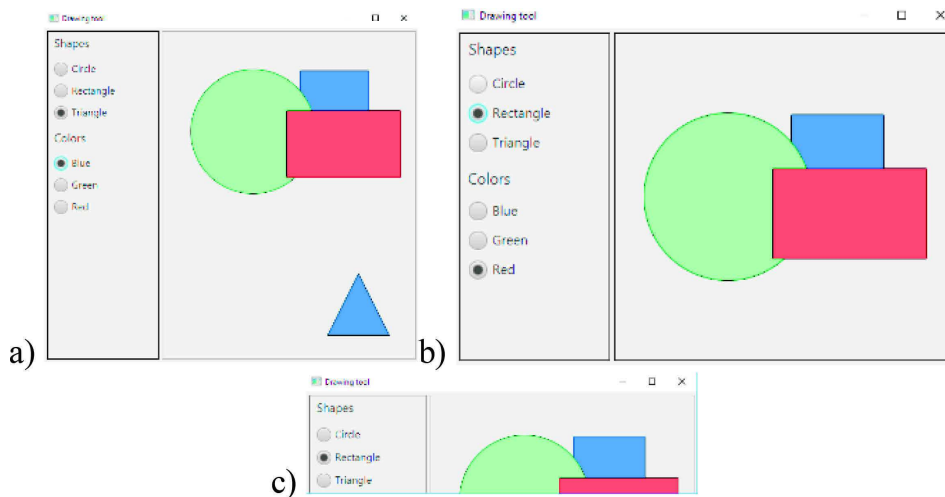 Drawing tool
Shapes
Circle
Rectangle
Triangle
Colors
Blue
Green
Red
a)
Drawing tool
Shapes
Circle
Rectangle
Triangle
Colors
Blue
Green
Red
b)
Drawing tool
Shapes
Circle
Rectangle
Triangle
c)